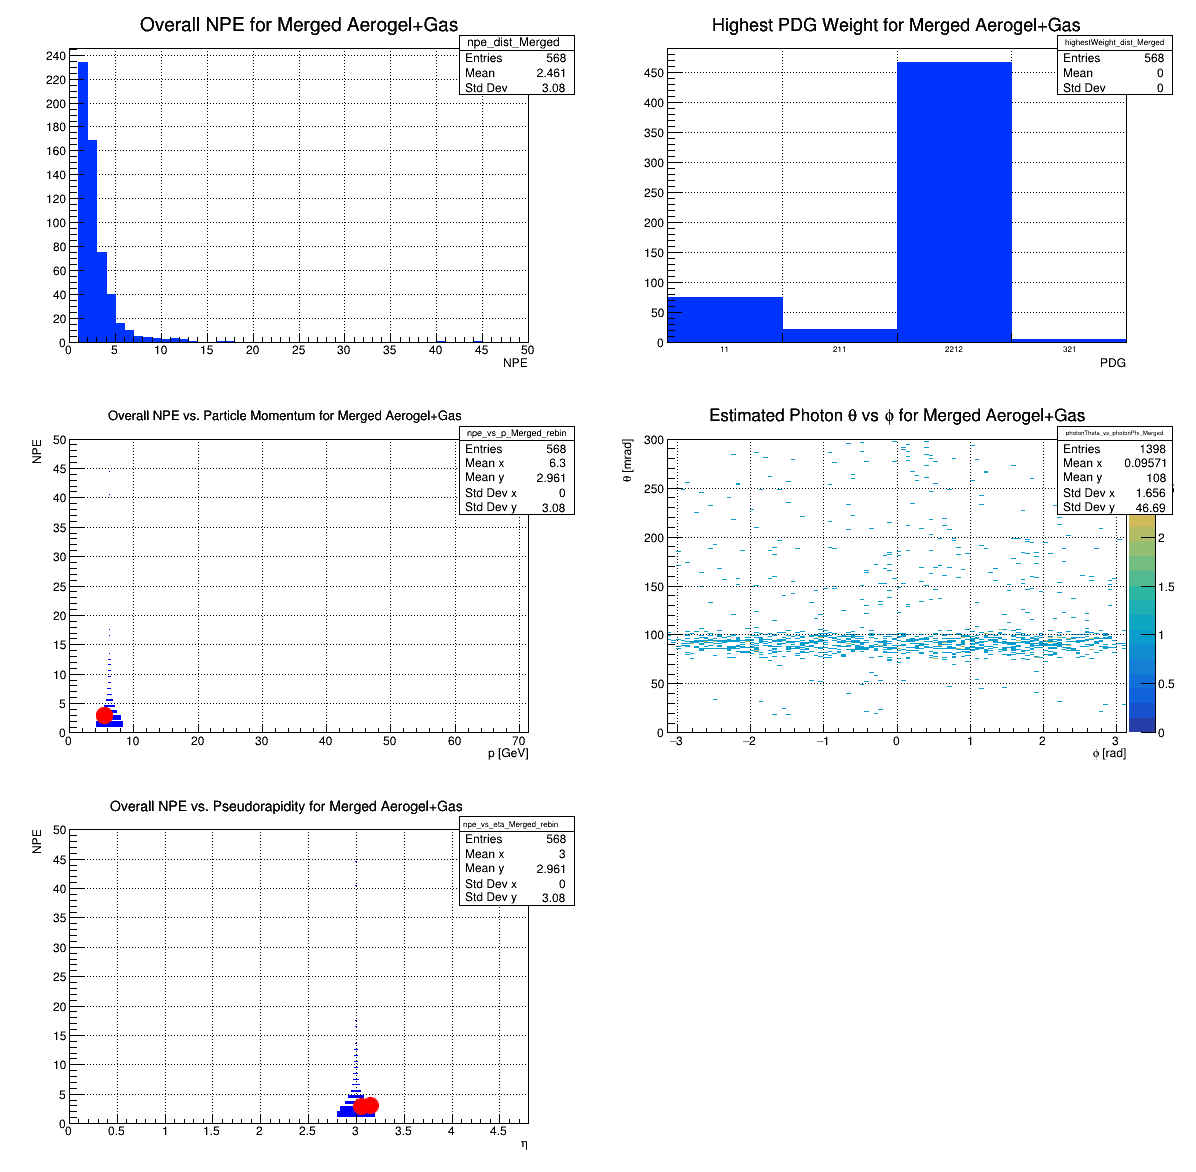 Overall NPE for Merged Aerogel+Gas
npe_dist_Merged
Entries 568
Mean 2.461
Std Dev 3.08
240
220
200
180
160
140
120
100
80
60
40
20
0
0 5 10 15 20 25 30 35 40 45 50
NPE
Highest PDG Weight for Merged Aerogel+Gas
highestWeight_dist_Merged
Entries 568
Mean 0
Std Dev 0
450
400
350
300
250
200
150
100
50
0
11 211 2212 321
PDG
Overall NPE vs. Particle Momentum for Merged Aerogel+Gas
npe_vs_p_Merged_rebin
Entries 568
Mean x 6.3
Mean y 2.961
Std Dev x 0
Std Dev y 3.08
NPE
50
45
40
35
30
25
20
15
10
5
0
0 10 20 30 40 50 60 70
p [GeV]
Estimated Photon θ vs ϕ for Merged Aerogel+Gas
photonTheta_vs_photonPhi_Merged
Entries 1398
Mean x 0.09571
Mean y 108
Std Dev x 1.656
Std Dev y 46.69
θ [mrad]
300
250
200
150
100
50
0
−3 −2 −1 0 1 2 3
ϕ [rad]
2
1.5
1
0.5
0
Overall NPE vs. Pseudorapidity for Merged Aerogel+Gas
npe_vs_eta_Merged_rebin
Entries 568
Mean x 3
Mean y 2.961
Std Dev x 0
Std Dev y 3.08
NPE
50
45
40
35
30
25
20
15
10
5
0
0 0.5 1 1.5 2 2.5 3 3.5 4 4.5
η